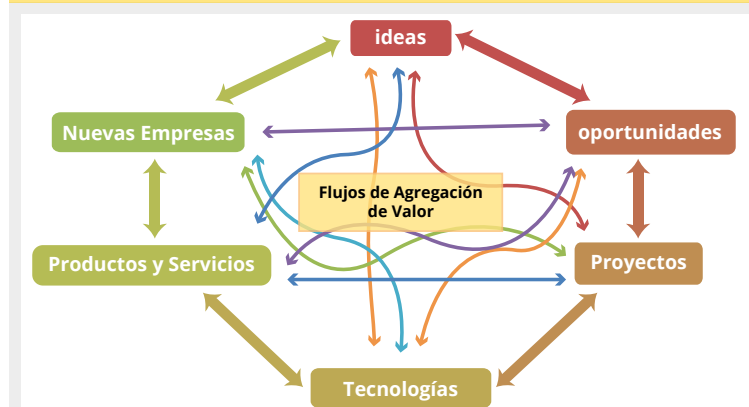 ideas
Nuevas Empresas
oportunidades
Flujos de Agregación
de Valor
Productos y Servicios
Proyectos
Tecnologías